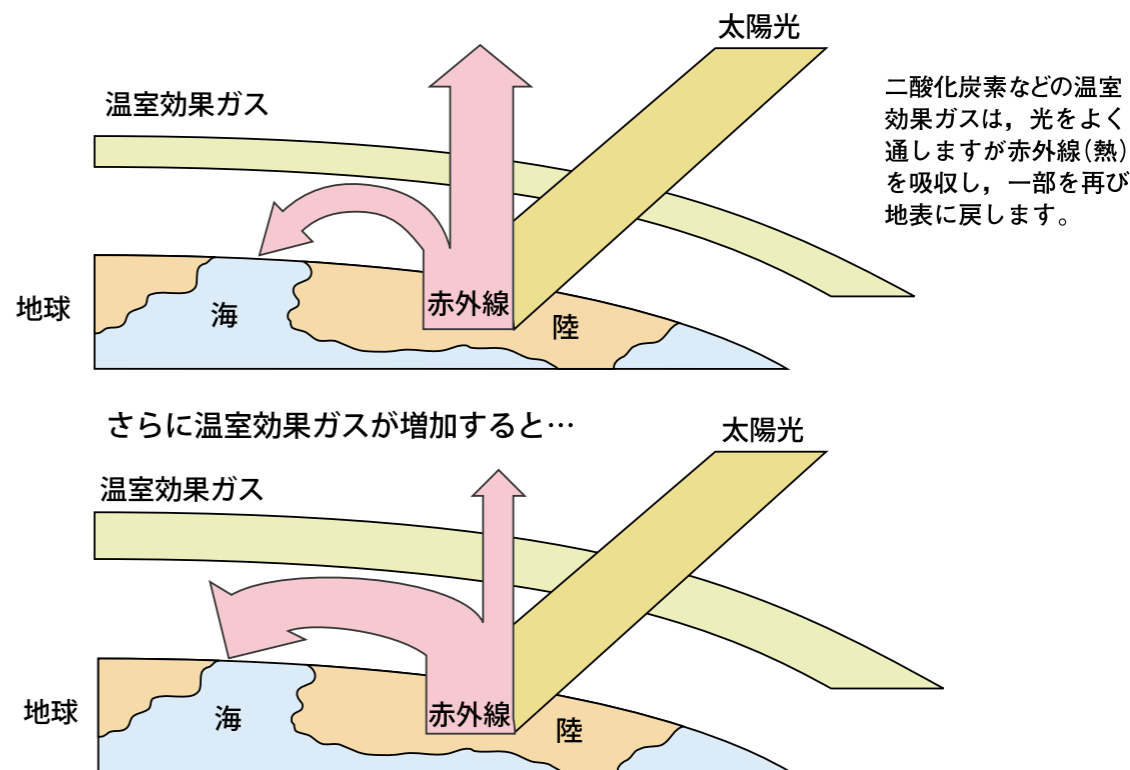 太陽光
温室効果ガス
二酸化炭素などの温室
効果ガスは，光をよく
通しますが赤外線(熱)
を吸収し，一部を再び
地表に戻します。
地球
海
赤外線
陸
さらに温室効果ガスが増加すると…
太陽光
温室効果ガス
地球
海
赤外線
陸